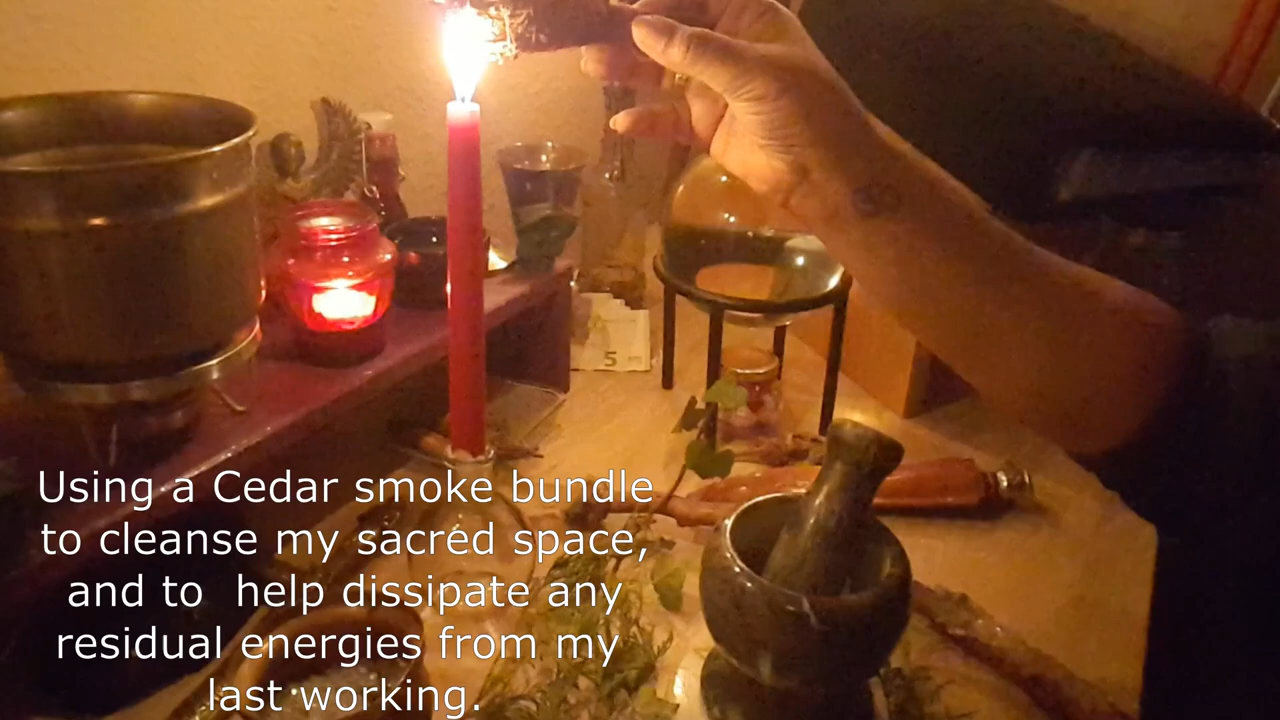 5
Using a Cedar smoke bundle
to cleanse my sacred space,
and to  help dissipate any
residual energies from my
last working.